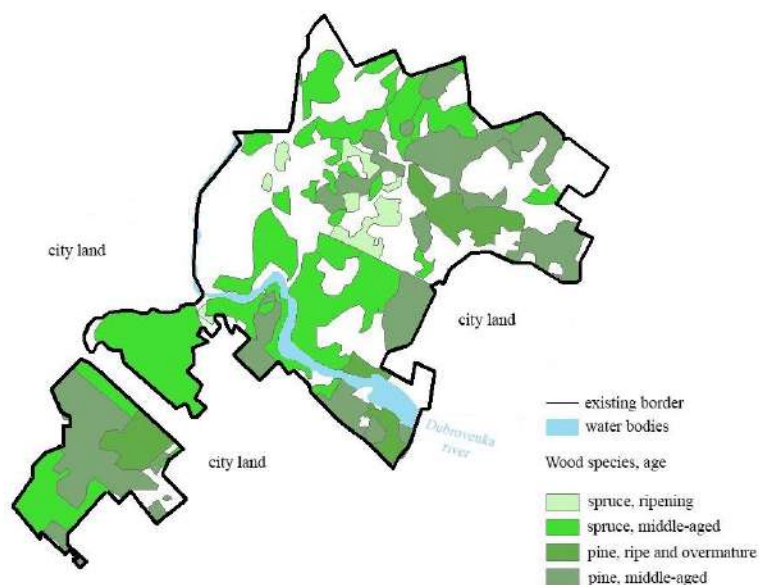 city land
city land
city land
Dubrovenka
river
existing border
water bodies
Wood species, age
spruce, ripening
spruce, middle-aged
pine, ripe and overmature
pine, middle-aged